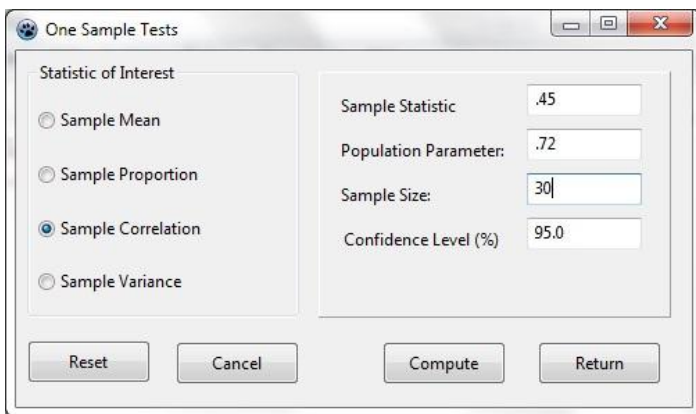 One Sample Tests
Statistic of Interest
Sample Mean
Sample Proportion
Sample Correlation
Sample Variance
Sample Statistic .45
Population Parameter: .72
Sample Size: 30
Confidence Level (%) 95.0
Reset Cancel Compute Return